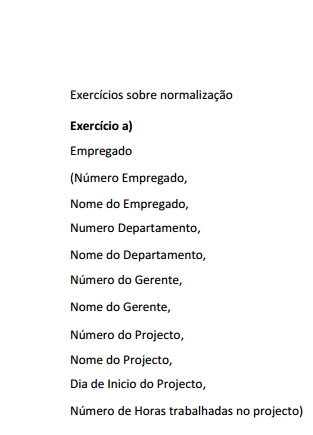 Exercícios sobre normalização
Exercício a)
Empregado
(Número Empregado,
Nome do Empregado,
Numero Departamento,
Nome do Departamento,
Número do Gerente,
Nome do Gerente,
Número do Projecto,
Nome do Projecto,
Dia de Inicio do Projecto,
Número de Horas trabalhadas no projecto)